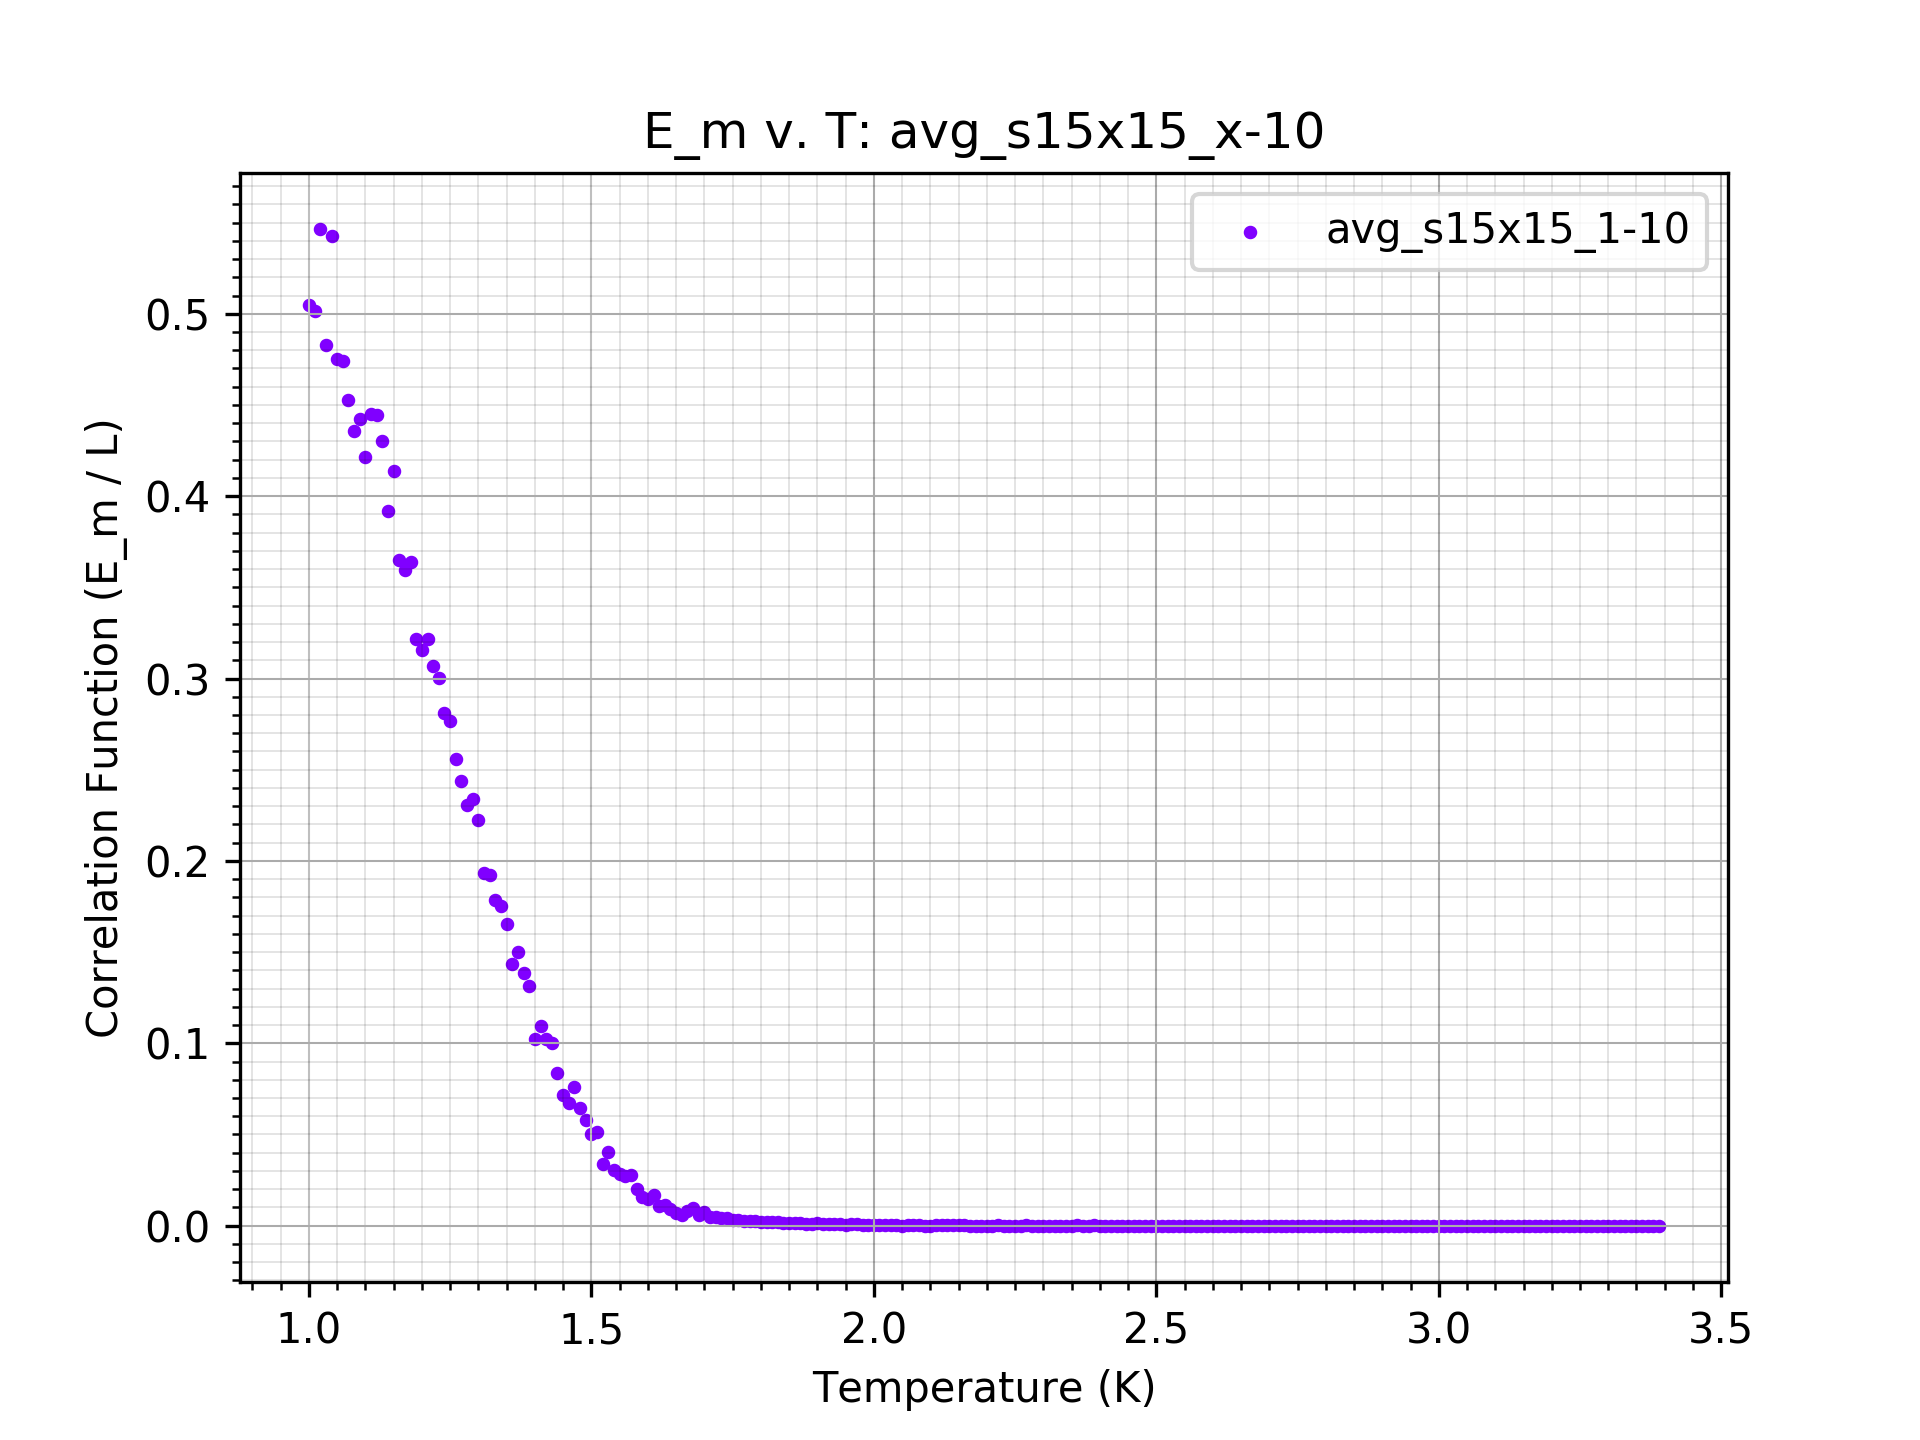 E_m v. T: avg_s15x15_x-10
avg_s15x15_1-10
Correlation Function (E_m / L)
0.5
0.4
0.3
0.2
0.1
0.0
1.0 1.5 2.0 2.5 3.0 3.5
Temperature (K)